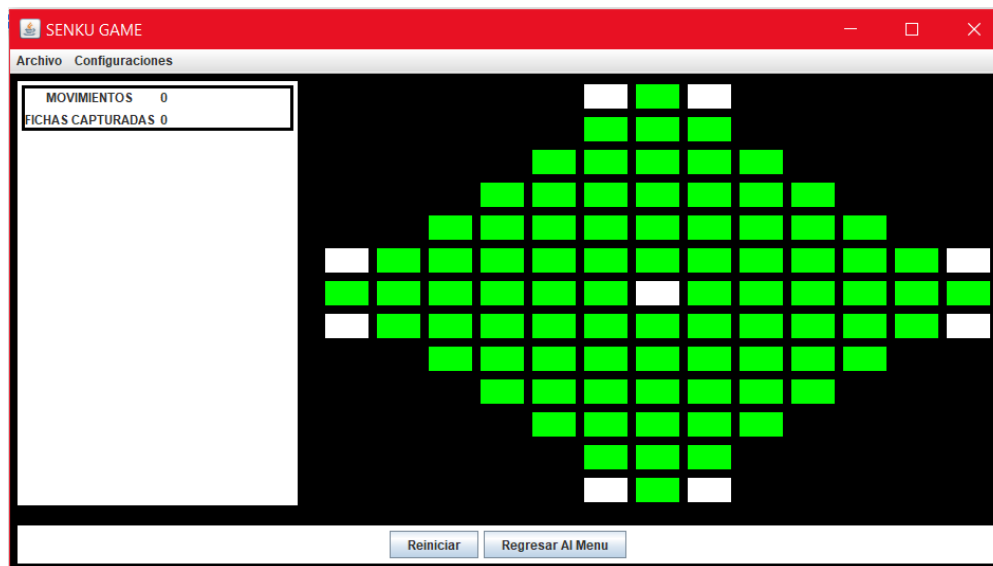 SENKU GAME
Archivo Configuraciones
MOVIMIENTOS 0
FICHAS CAPTURADAS 0
Reiniciar Regresar Al Menu